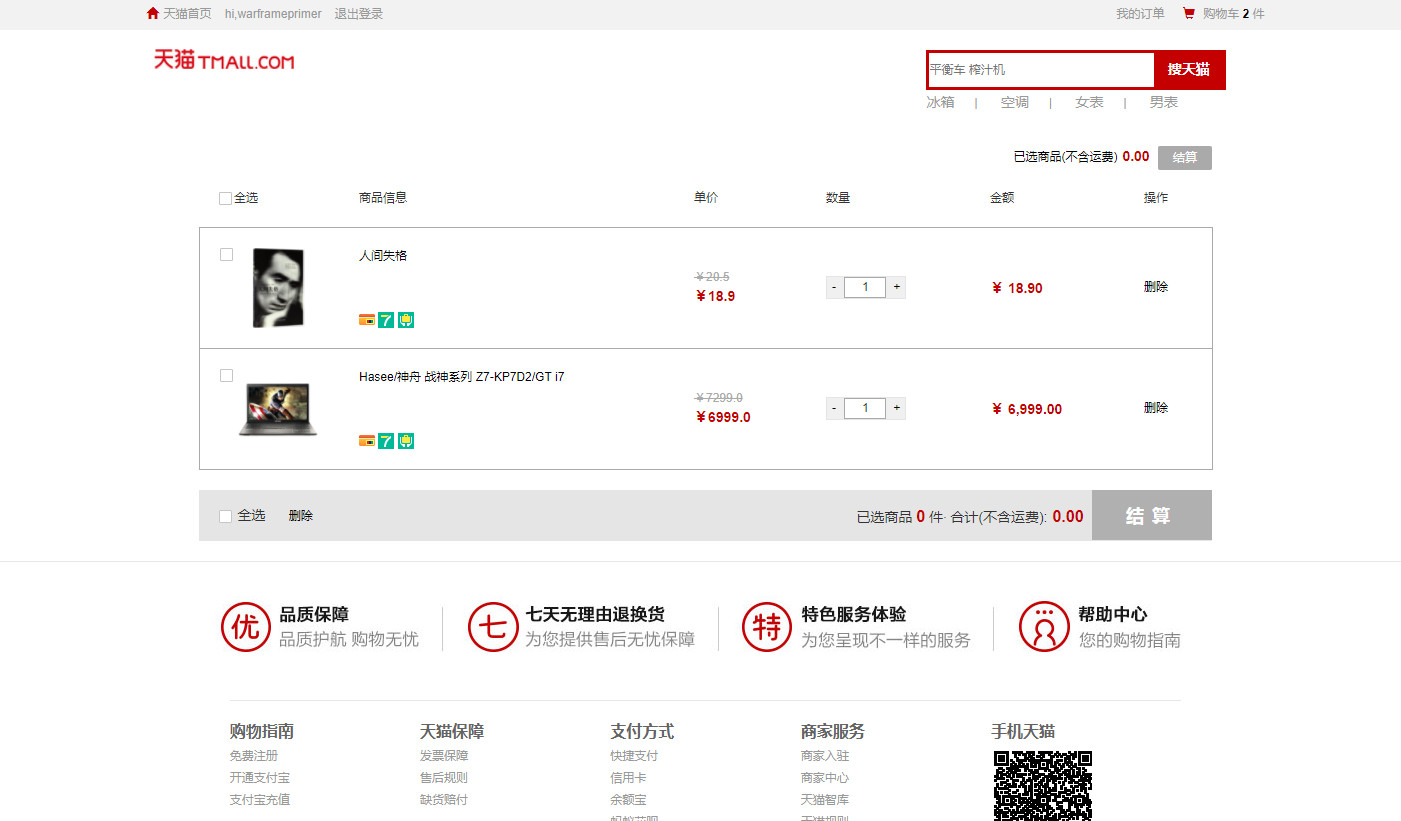 天猫首页 hi,warframeprimer 退出登录 我的订单 购物车 2 件
天猫 TMALL.COM
平衡车 榨汁机 搜天猫
冰箱 | 空调 | 女表 | 男表
已选商品(不含运费) 0.00 结算
全选 商品信息 单价 数量 金额 操作
人间失格
￥20.5
￥18.9
- 1 +
￥ 18.90
删除
7
Hasee/神舟 战神系列 Z7-KP7D2/GT i7
￥7299.0
￥6999.0
- 1 +
￥ 6,999.00
删除
7
全选 删除 已选商品 0 件· 合计(不含运费): 0.00 结 算
优 品质保障
品质护航 购物无忧
七 七天无理由退换货
为您提供售后无忧保障
特 特色服务体验
为您呈现不一样的服务
帮助中心
您的购物指南
购物指南 天猫保障 支付方式 商家服务 手机天猫
免费注册 发票保障 快捷支付 商家入驻
开通支付宝 售后规则 信用卡 商家中心
支付宝充值 缺货赔付 余额宝 天猫智库
蚂蚁花呗 天猫规则